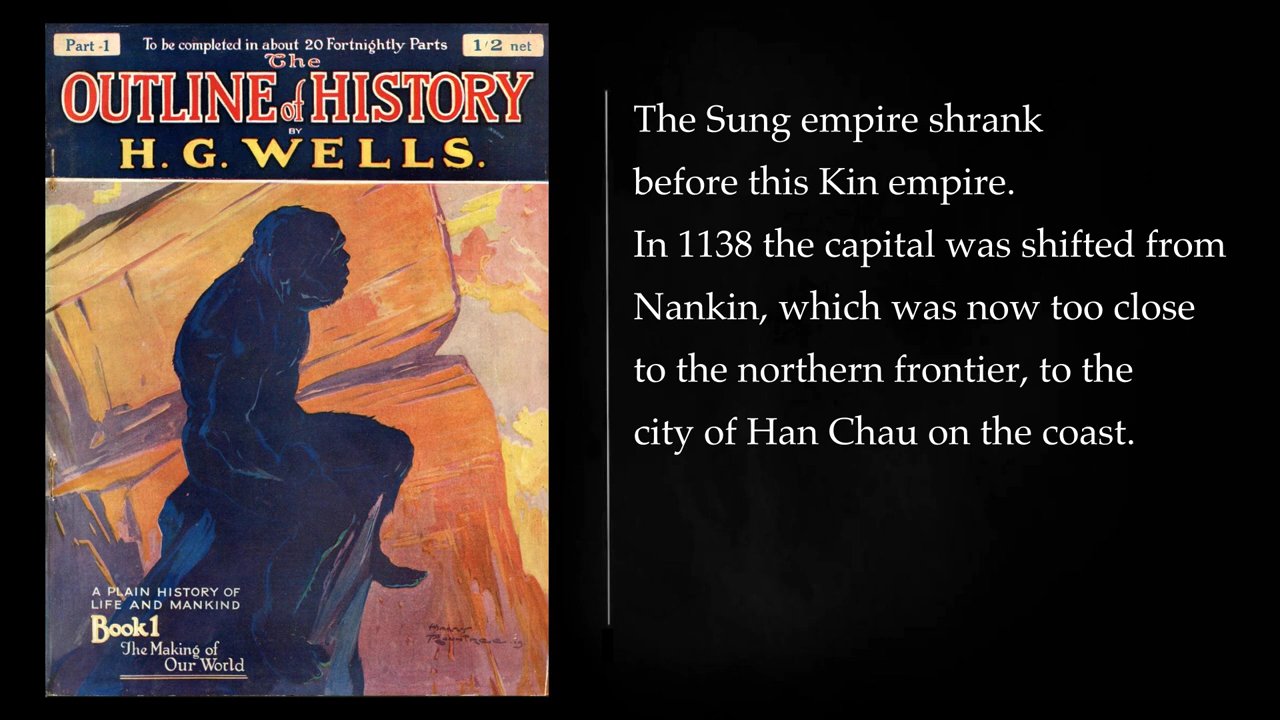 Part -1
To be completed in about 20 Fortnightly Parts
1/2 net
The
OUTLINE of HISTORY
BY
H. G. WELLS.
A PLAIN HISTORY OF
LIFE AND MANKIND
Book 1
The Making of
Our World
The Sung empire shrank
before this Kin empire.
In 1138 the capital was shifted from
Nankin, which was now too close
to the northern frontier, to the
city of Han Chau on the coast.